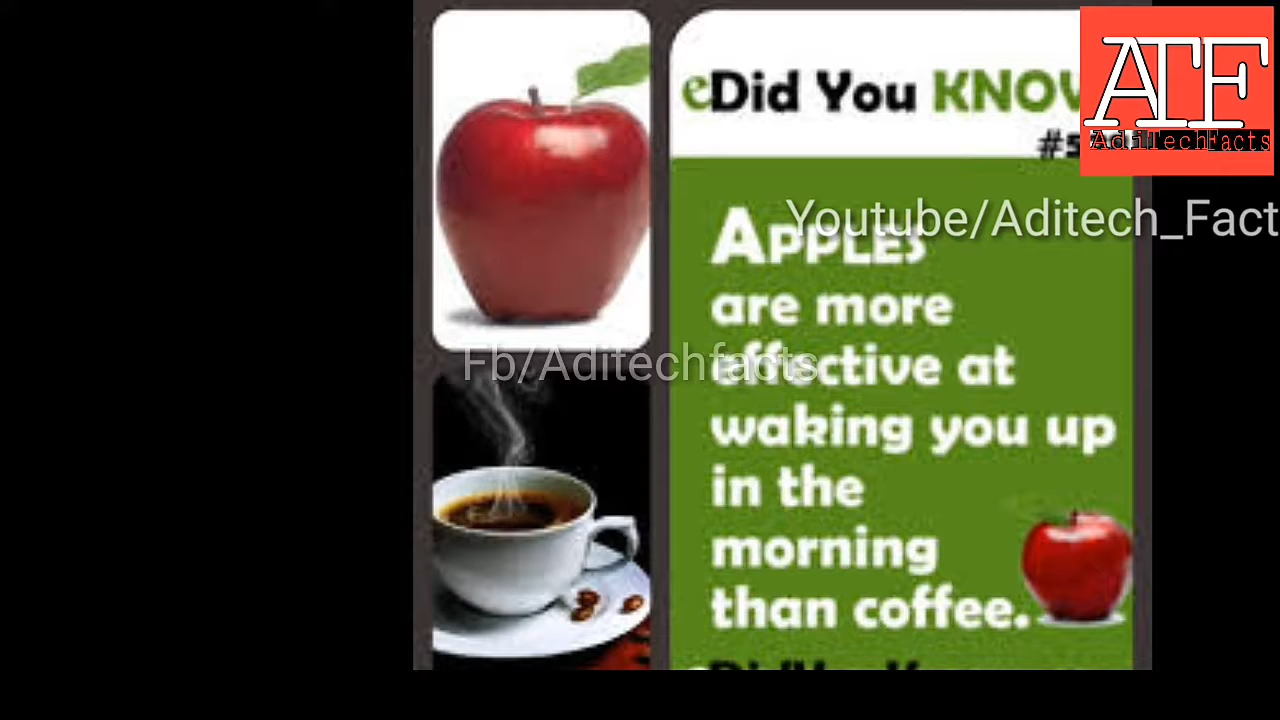 eDid You KNOW
ATF
AdiTechFacts
Youtube/Aditech_Fact
APPLES
are more
effective at
waking you up
in the
morning
than coffee.
Fb/Aditechfacts